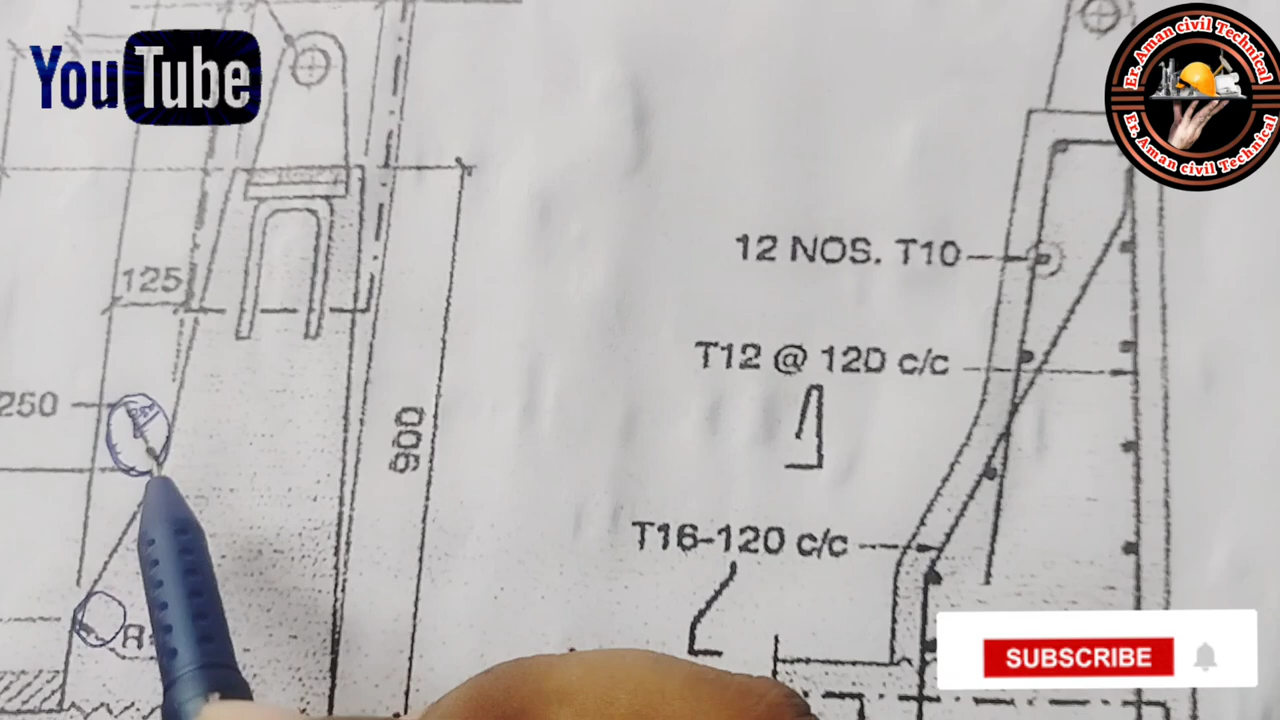 YouTube
Er. Aman civil Technical
Er. Aman civil Technical
125
250
900
12 NOS. T10
T12 @ 120 c/c
T16-120 c/c
R
SUBSCRIBE